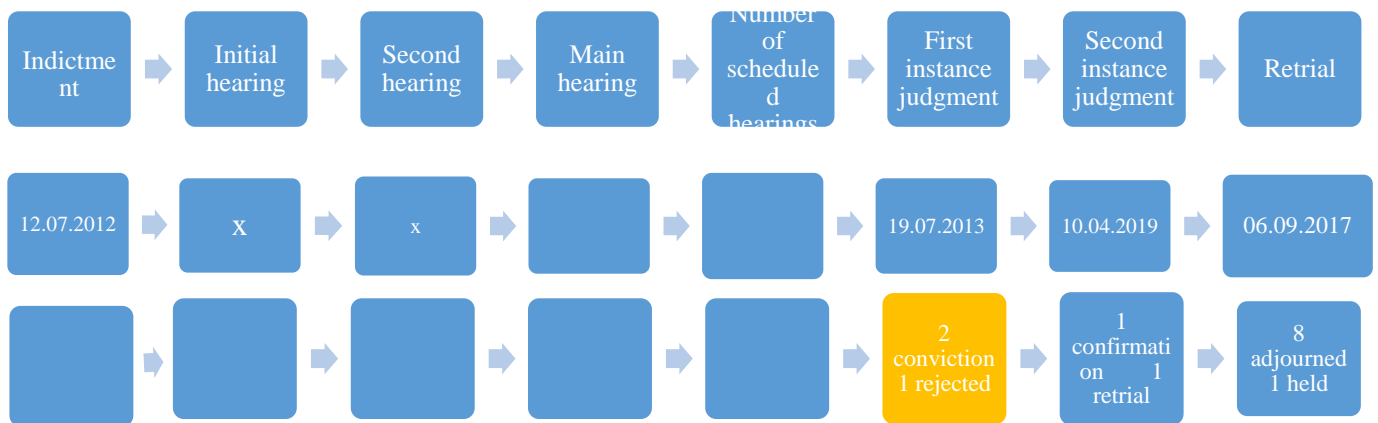 Indictme
nt
Initial
hearing
Second
hearing
Main
hearing
Number
of
schedule
d
hearings
First
instance
judgment
Second
instance
judgment
Retrial
12.07.2012
x
x
19.07.2013
10.04.2019
06.09.2017
2
conviction
1 rejected
1
confirmati
on 1
retrial
8
adjourned
1 held